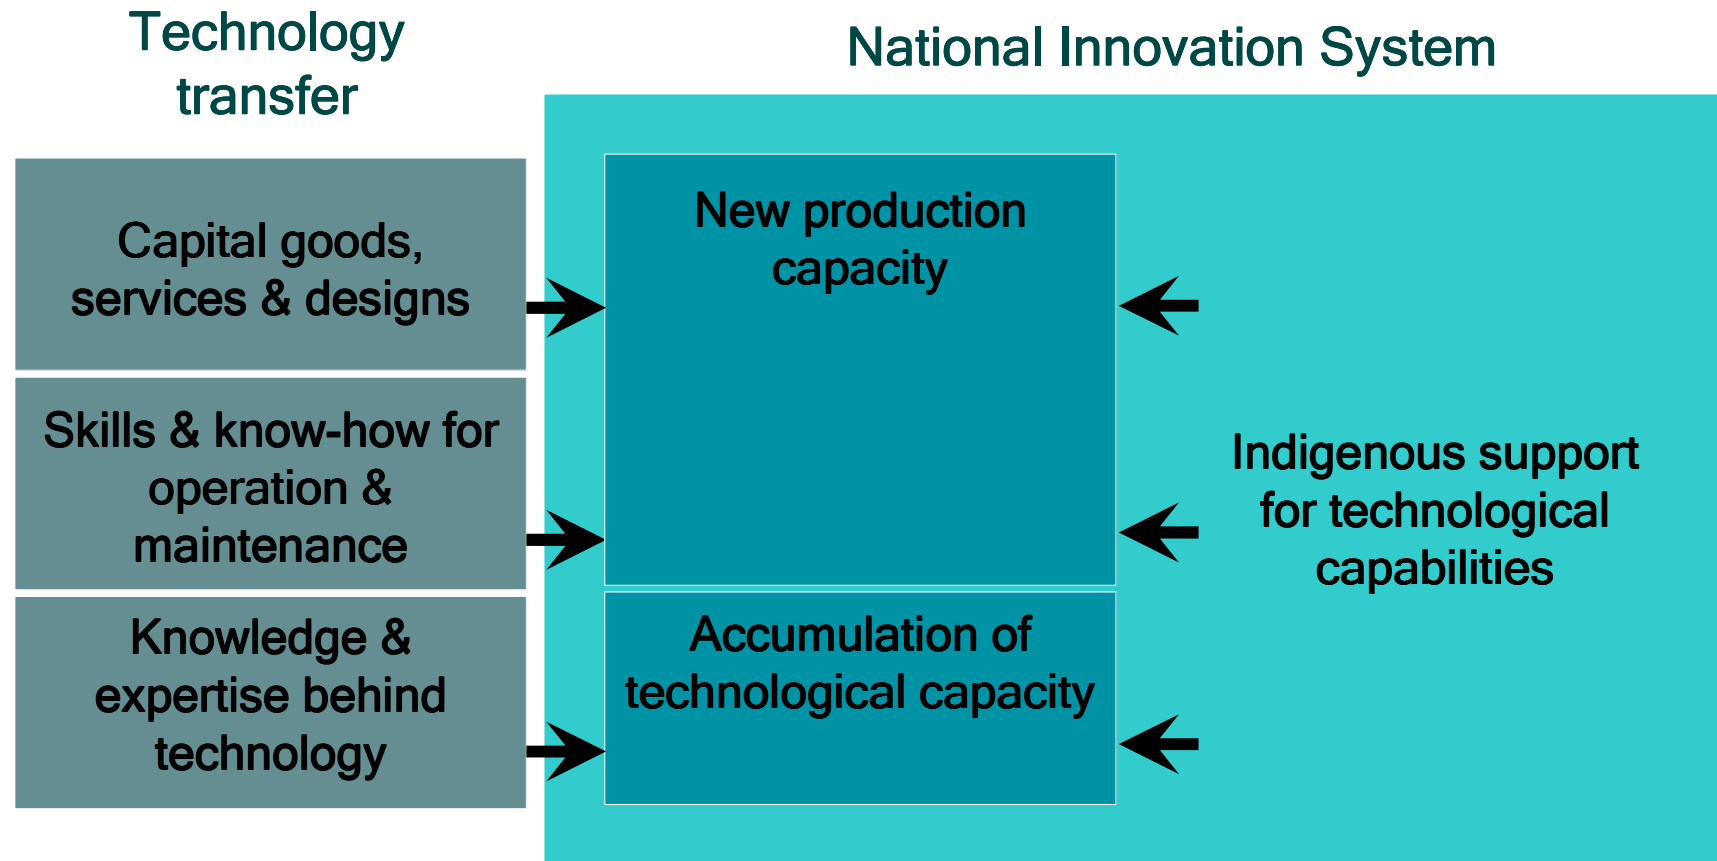 Technology
transfer
National Innovation System
Capital goods,
services & designs
Skills & know-how for
operation &
maintenance
Knowledge &
expertise behind
technology
New production
capacity
Accumulation of
technological capacity
Indigenous support
for technological
capabilities